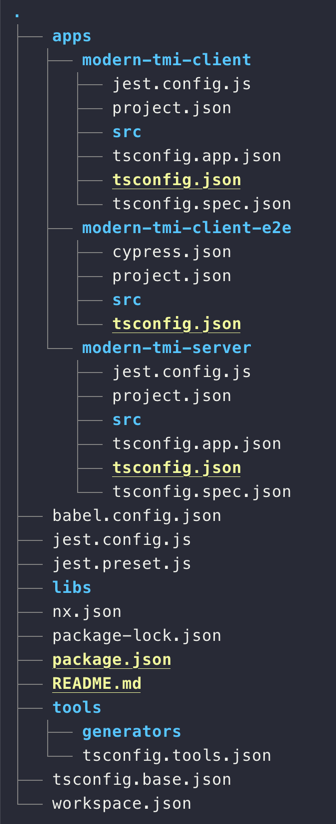 .
apps
modern-tmi-client
jest.config.js
project.json
src
tsconfig.app.json
tsconfig.json
tsconfig.spec.json
modern-tmi-client-e2e
cypress.json
project.json
src
tsconfig.json
modern-tmi-server
jest.config.js
project.json
src
tsconfig.app.json
tsconfig.json
tsconfig.spec.json
babel.config.json
jest.config.js
jest.preset.js
libs
nx.json
package-lock.json
package.json
README.md
tools
generators
tsconfig.tools.json
tsconfig.base.json
workspace.json